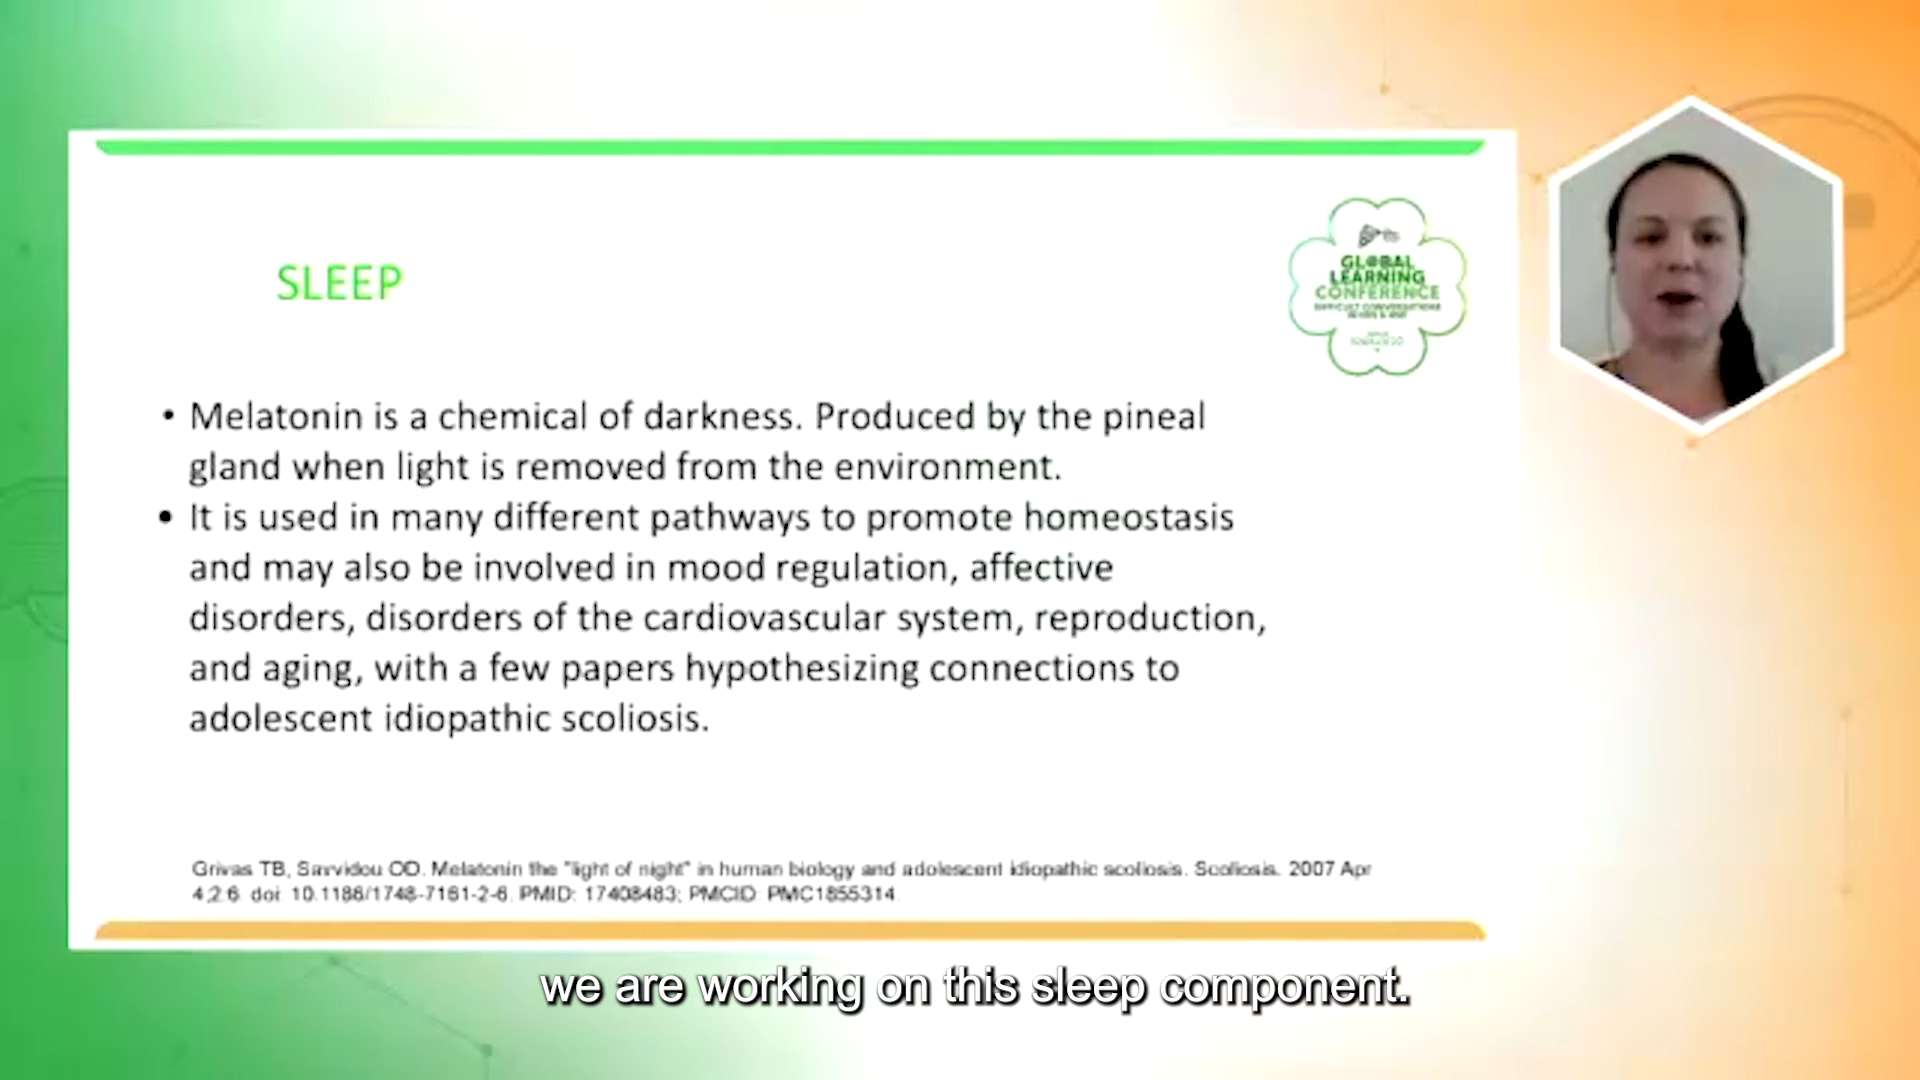 SLEEP
GLOBAL
LEARNING
CONFERENCE
DIFFICULT CONVERSATIONS
• Melatonin is a chemical of darkness. Produced by the pineal
gland when light is removed from the environment.
• It is used in many different pathways to promote homeostasis
and may also be involved in mood regulation, affective
disorders, disorders of the cardiovascular system, reproduction,
and aging, with a few papers hypothesizing connections to
adolescent idiopathic scoliosis.
Grivas TB, Savvidou OD. Melatonin the "light of night" in human biology and adolescent idiopathic scoliosis. Scoliosis. 2007 Apr
4;2:6. doi: 10.1186/1748-7161-2-6. PMID: 17408483; PMCID: PMC1855314.
we are working on this sleep component.